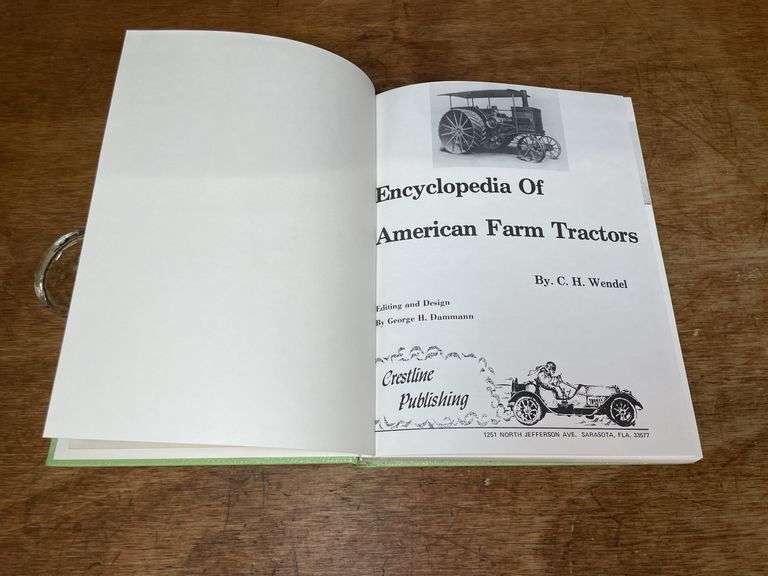 Encyclopedia Of
American Farm Tractors
By. C. H. Wendel
Editing and Design
By George H. Dammann
Crestline
Publishing
1251 NORTH JEFFERSON AVE. SARASOTA, FLA. 33577